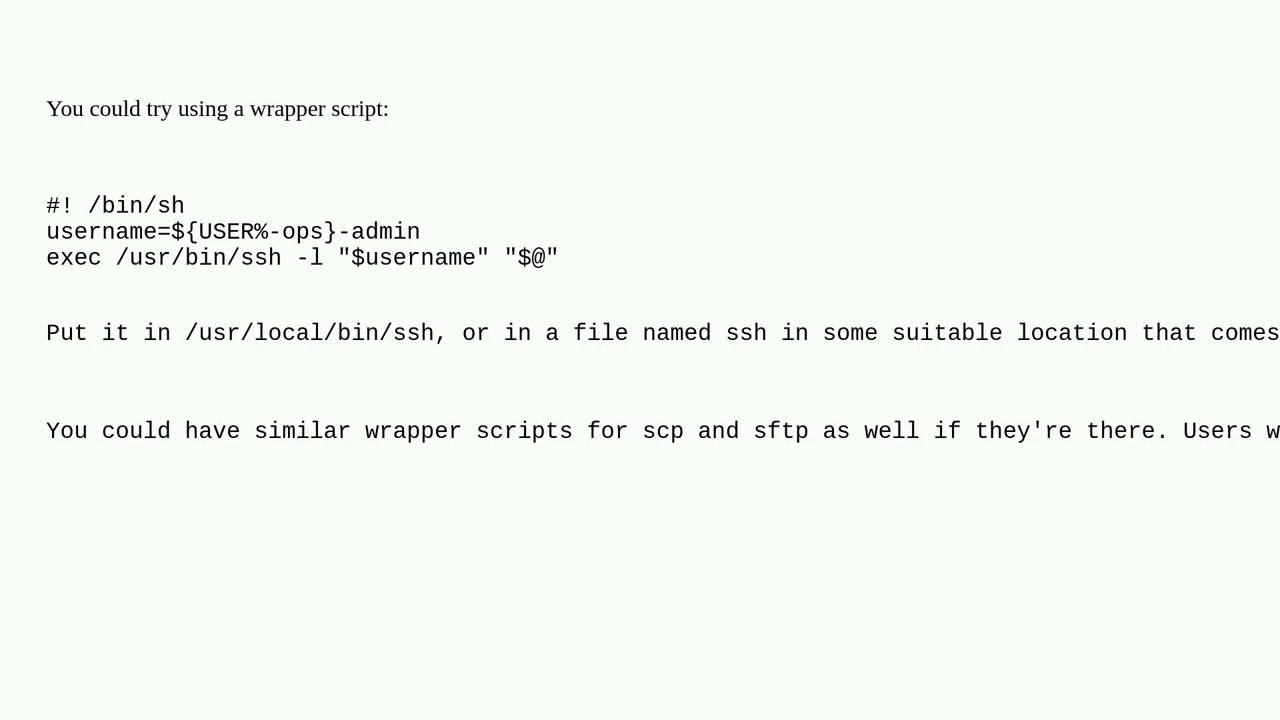 You could try using a wrapper script:
#! /bin/sh
username=${USER%-ops}-admin
exec /usr/bin/ssh -l "$username" "$@"
Put it in /usr/local/bin/ssh, or in a file named ssh in some suitable location that comes
You could have similar wrapper scripts for scp and sftp as well if they're there. Users